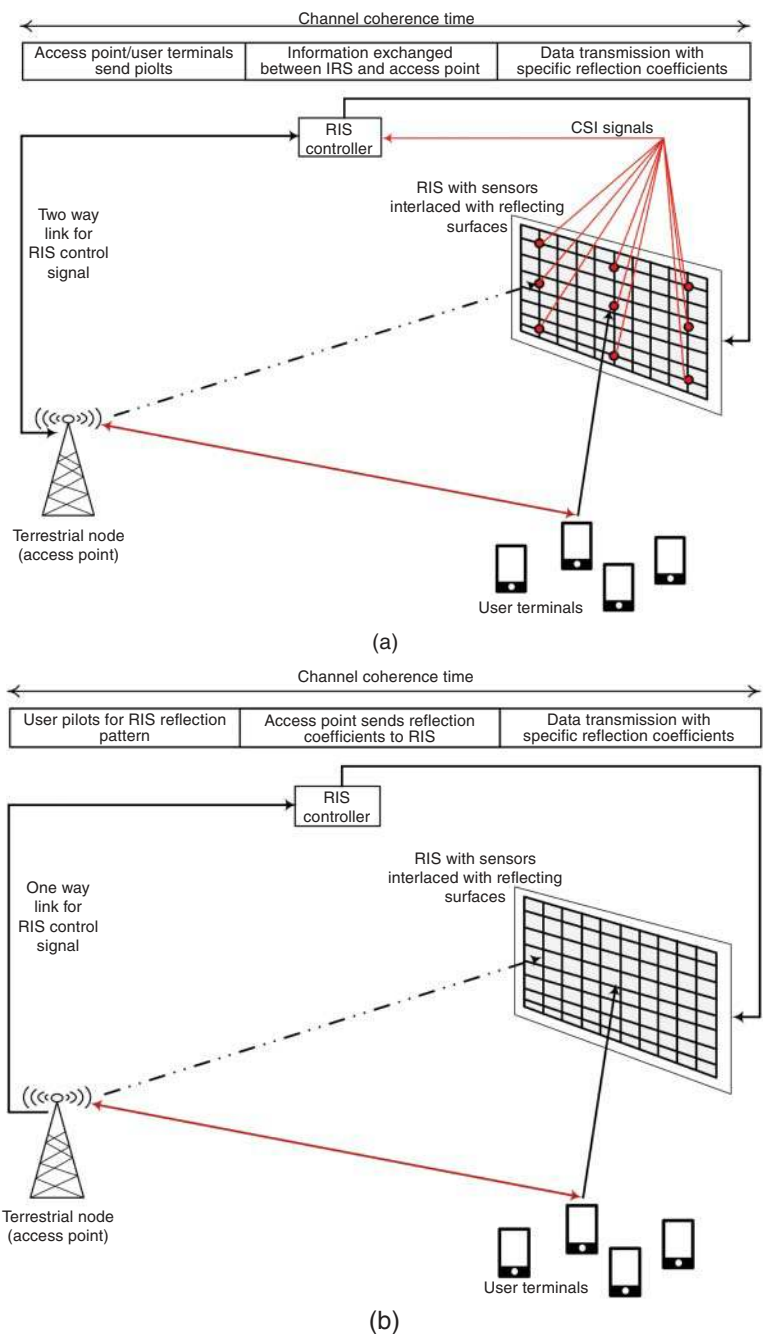 Channel coherence time
Access point/user terminals
send piolts
Information exchanged
between IRS and access point
Data transmission with
specific reflection coefficients
RIS
controller
CSI signals
RIS with sensors
interlaced with reflecting
surfaces
Two way
link for
RIS control
signal
Terrestrial node
(access point)
User terminals
(a)
Channel coherence time
User pilots for RIS reflection
pattern
Access point sends reflection
coefficients to RIS
Data transmission with
specific reflection coefficients
RIS
controller
RIS with sensors
interlaced with reflecting
surfaces
One way
link for
RIS control
signal
Terrestrial node
(access point)
User terminals
(b)